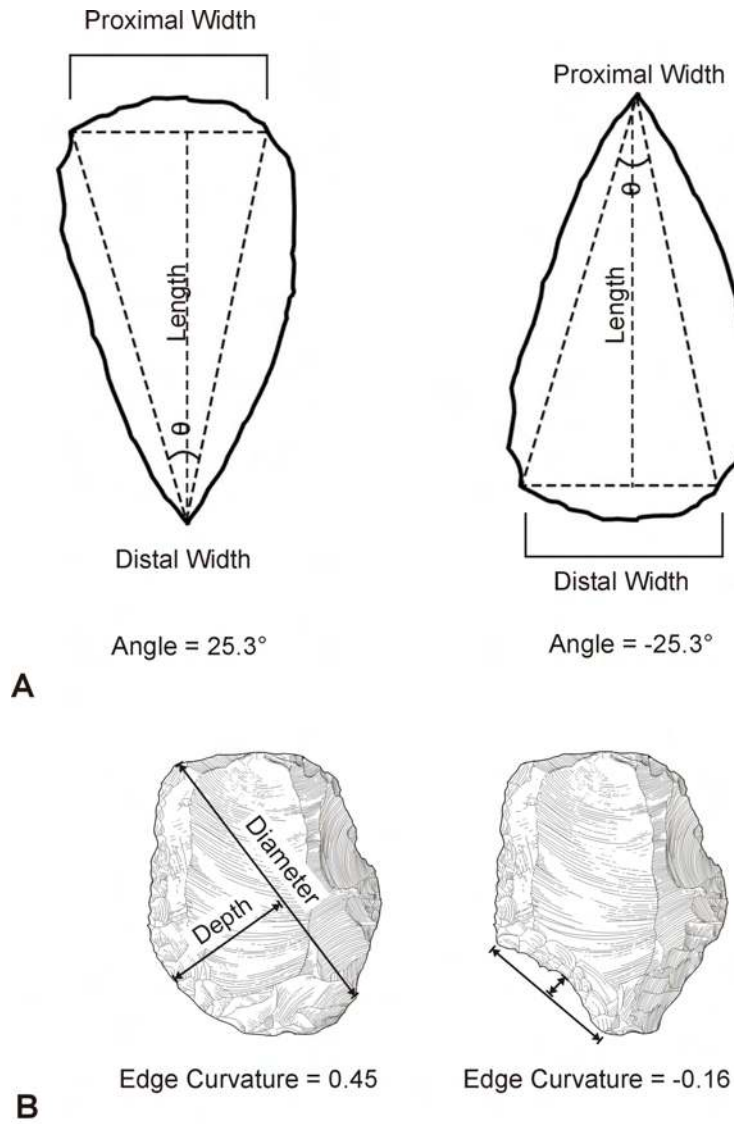 Proximal Width
Length
θ
Distal Width
Angle = 25.3°
Proximal Width
θ
Length
Distal Width
Angle = -25.3°
A
Diameter
Depth
Edge Curvature = 0.45
Edge Curvature = -0.16
B